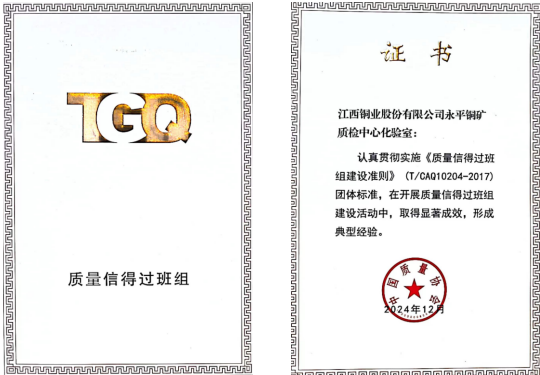 TGQ
质量信得过班组
证书
江西铜业股份有限公司永平铜矿
质检中心化验室：
认真贯彻实施《质量信得过班
组建设准则》（T/CAQ10204-2017）
团体标准，在开展质量信得过班组
建设活动中，取得显著成效，形成
典型经验。
中国质量协会
2024年12月